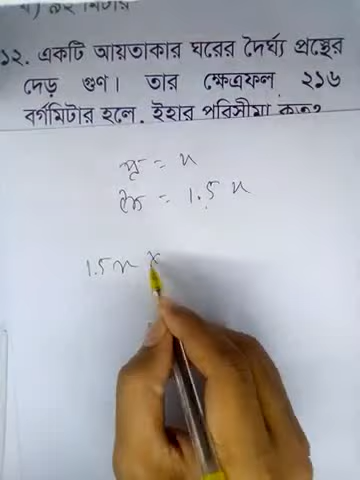 ১২. একটি আয়তাকার ঘরের দৈর্ঘ্য প্রস্থের
দেড় গুণ। তার ক্ষেত্রফল ২১৬
বর্গমিটার হলে. ইহার পরিসীমা কত?
প্র = x
দৈর = 1.5 x
1.5x x